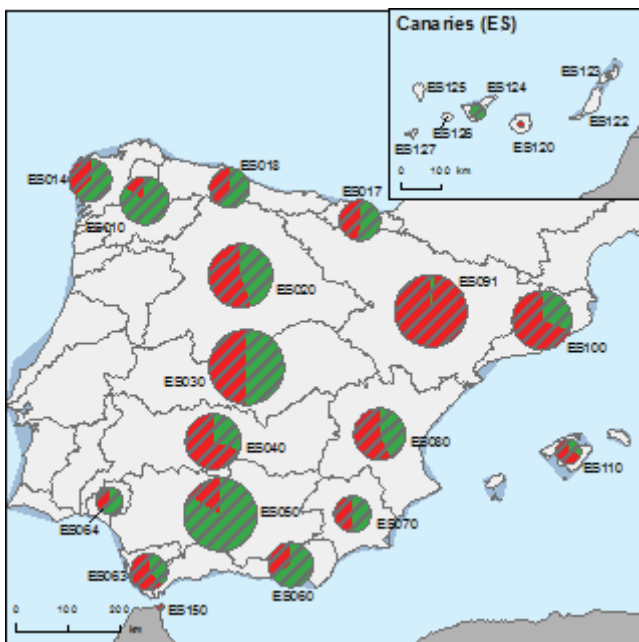 Canaries (ES)
ES123
ES125
ES124
ES126
ES122
ES127
ES120
0 100 km
ES018
ES014
ES017
ES010
ES091
ES020
ES100
ES030
ES040
ES080
ES110
ES050
ES064
ES070
ES063
ES060
ES150
0 100 200
km